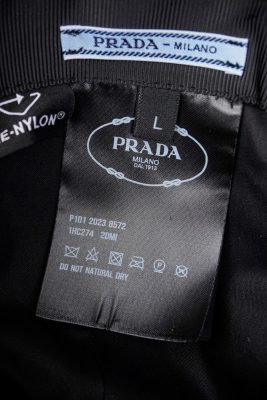 PRADA – MILANO
L
PRADA
MILANO
DAL 1913
E-NYLON®
P101 2023 8572
1HC274 2DMI
DO NOT NATURAL DRY